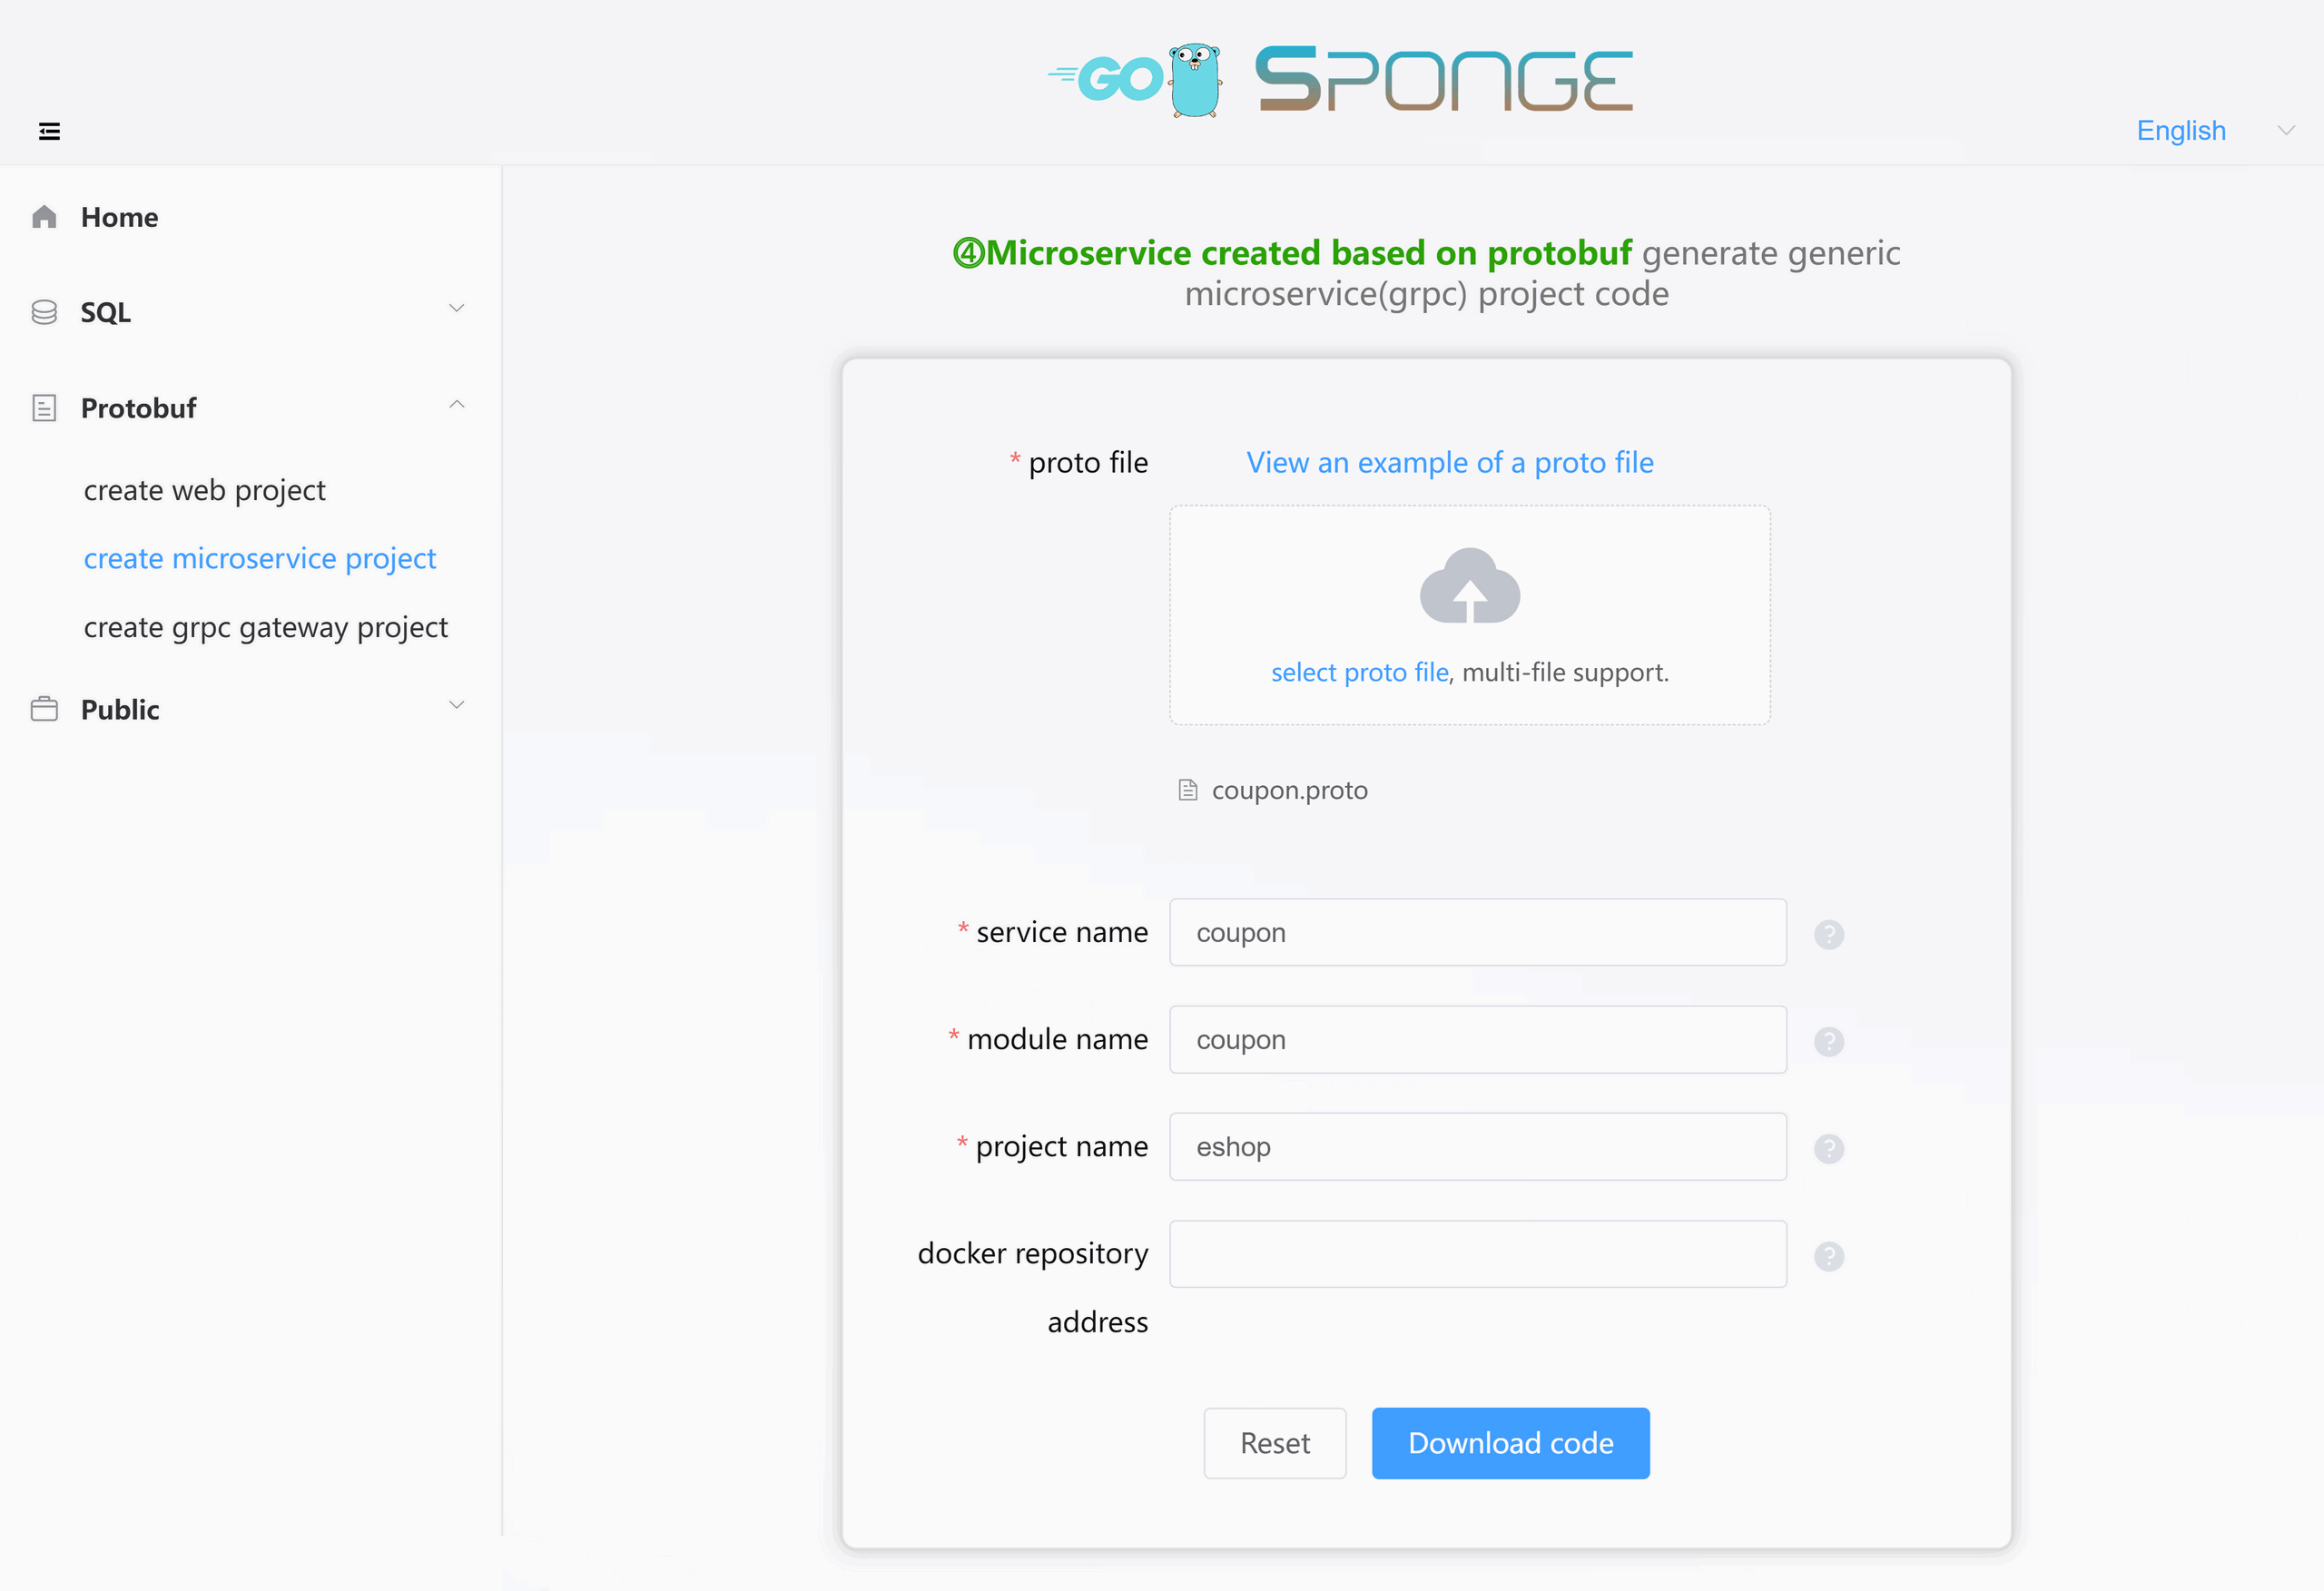 GO SPONGE
English
Home
SQL
Protobuf
create web project
create microservice project
create grpc gateway project
Public
④Microservice created based on protobuf generate generic
microservice(grpc) project code
* proto file
View an example of a proto file
select proto file, multi-file support.
coupon.proto
* service name
coupon
?
* module name
coupon
?
* project name
eshop
?
docker repository
address
?
Reset
Download code